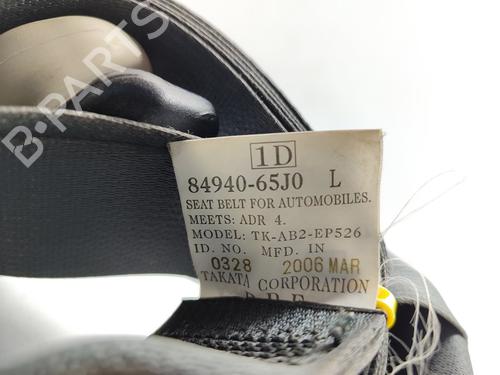 B-PARTS
1D
84940-65J0 L
SEAT BELT FOR AUTOMOBILES.
MEETS: ADR 4.
MODEL: TK-AB2-EP526
ID. NO. MFD. IN
0328 2006 MAR
TAKATA CORPORATION